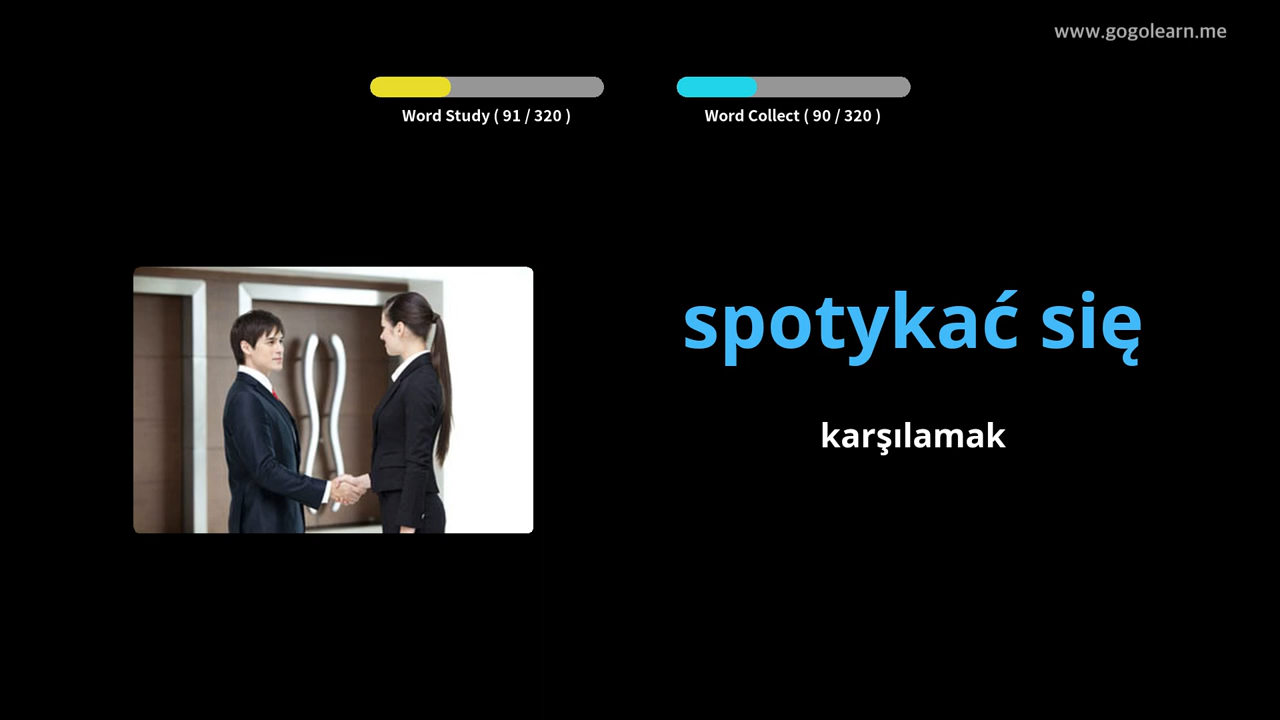 www.gogolearn.me
Word Study ( 91 / 320 )
Word Collect ( 90 / 320 )
spotykać się
karşılamak